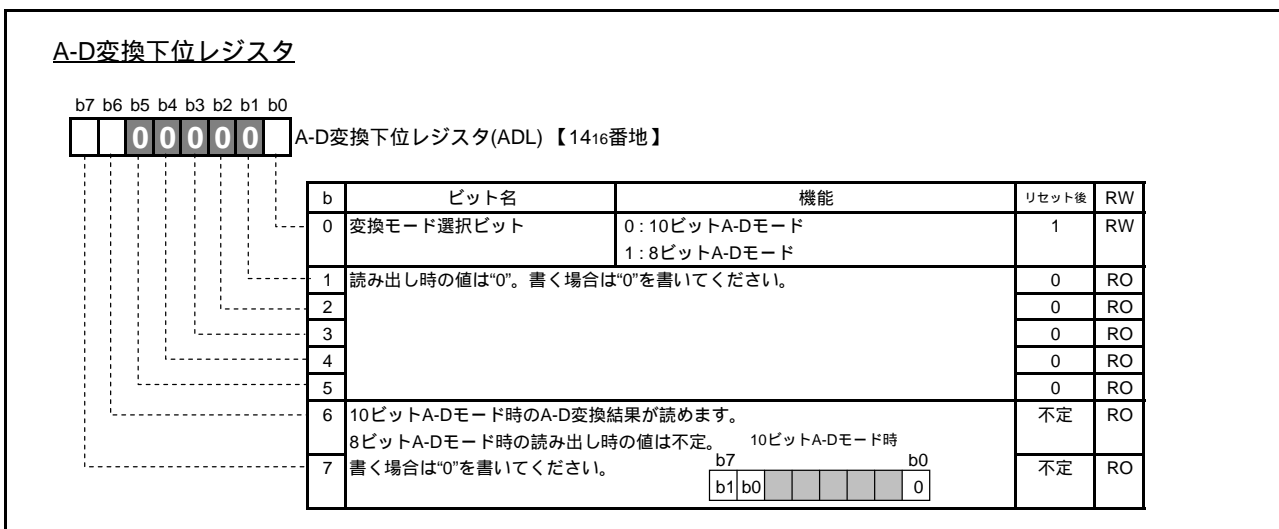 A-D変換下位レジスタ
b7 b6 b5 b4 b3 b2 b1 b0
0 0 0 0 0
A-D変換下位レジスタ(ADL)【1416番地】
b ビット名 機能 リセット後 RW
0 変換モード選択ビット 0 : 10ビットA-Dモード 1 RW
1 : 8ビットA-Dモード
1 読み出し時の値は“0”。書く場合は“0”を書いてください。 0 RO
2 0 RO
3 0 RO
4 0 RO
5 0 RO
6 10ビットA-Dモード時のA-D変換結果が読めます。 不定 RO
8ビットA-Dモード時の読み出し時の値は不定。 10ビットA-Dモード時
b7 b0
7 書く場合は“0”を書いてください。 不定 RO
b1 b0 0